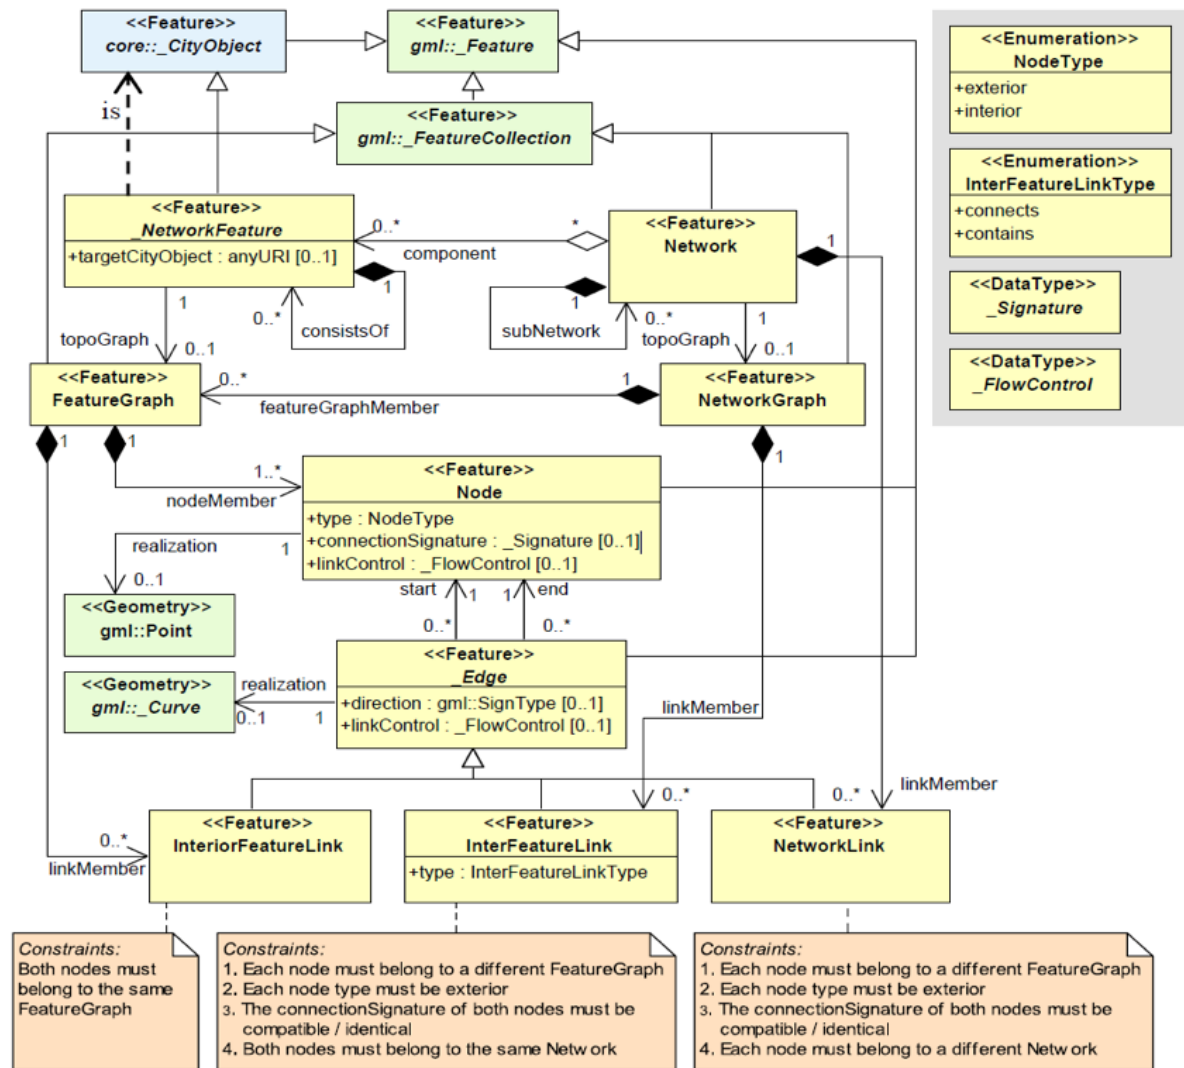 <<Feature>>
core::_CityObject
<<Feature>>
gml::_Feature
<<Enumeration>>
NodeType
+exterior
+interior
is
<<Feature>>
gml::_FeatureCollection
<<Enumeration>>
InterFeatureLinkType
+connects
+contains
<<Feature>>
_NetworkFeature
+targetCityObject : anyURI [0..1]
0..*
*
component
<<Feature>>
Network
1
<<DataType>>
_Signature
1
1
0..*
consistsOf
1
subNetwork
0..*
1
topoGraph
0..1
topoGraph
0..1
<<DataType>>
_FlowControl
<<Feature>>
FeatureGraph
0..*
1
featureGraphMember
<<Feature>>
NetworkGraph
1
1
1
1..*
nodeMember
<<Feature>>
Node
+type : NodeType
+connectionSignature : _Signature [0..1]
+linkControl : _FlowControl [0..1]
realization
1
0..1
start
1
1
end
<<Geometry>>
gml::Point
0..*
0..*
<<Feature>>
_Edge
+direction : gml::SignType [0..1]
+linkControl : _FlowControl [0..1]
<<Geometry>>
gml::_Curve
realization
0..1
1
linkMember
0..*
0..*
linkMember
<<Feature>>
InteriorFeatureLink
<<Feature>>
InterFeatureLink
+type : InterFeatureLinkType
<<Feature>>
NetworkLink
0..*
linkMember
Constraints:
Both nodes must
belong to the same
FeatureGraph
Constraints:
1. Each node must belong to a different FeatureGraph
2. Each node type must be exterior
3. The connectionSignature of both nodes must be
compatible / identical
4. Both nodes must belong to the same Network
Constraints:
1. Each node must belong to a different FeatureGraph
2. Each node type must be exterior
3. The connectionSignature of both nodes must be
compatible / identical
4. Each node must belong to a different Network